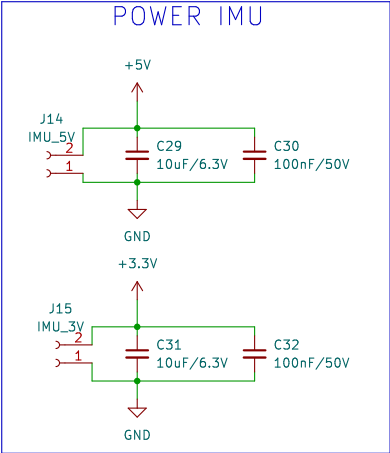 POWER IMU
+5V
J14
IMU_5V
2
1
C29
10uF/6.3V
C30
100nF/50V
GND
+3.3V
J15
IMU_3V
2
1
C31
10uF/6.3V
C32
100nF/50V
GND